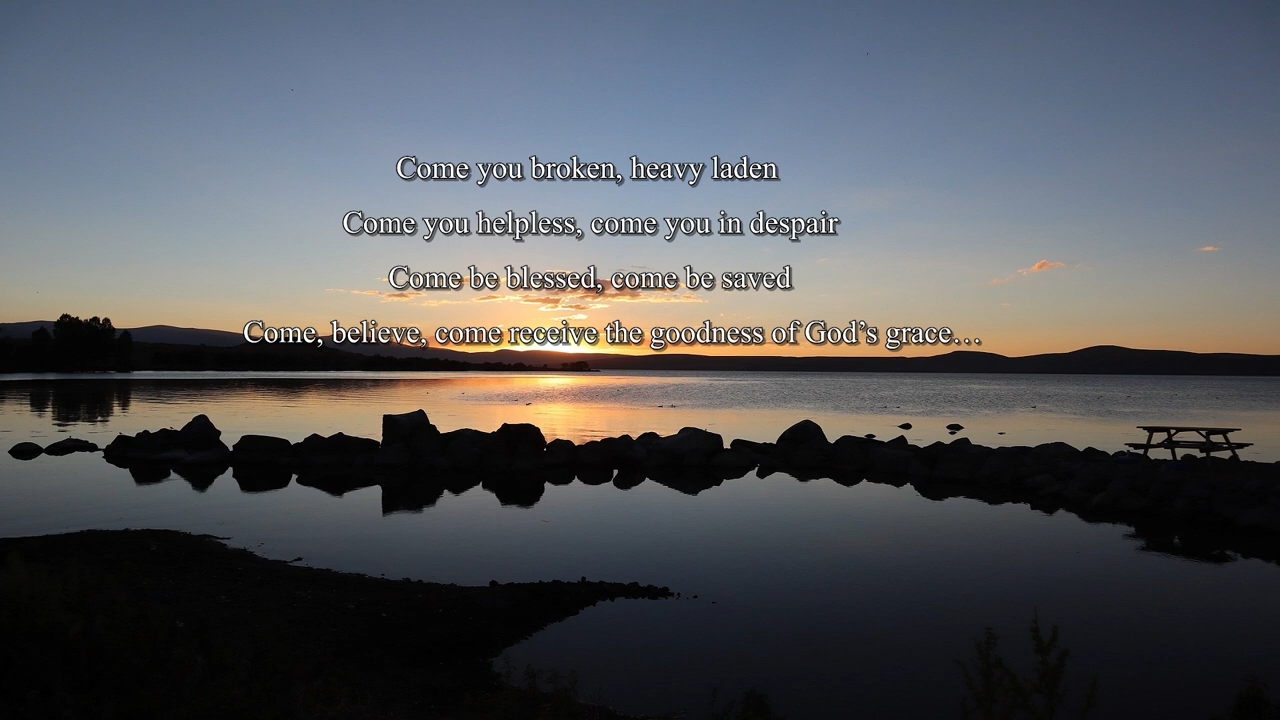 Come you broken, heavy laden
Come you helpless, come you in despair
Come be blessed, come be saved
Come, believe, come receive the goodness of God’s grace…